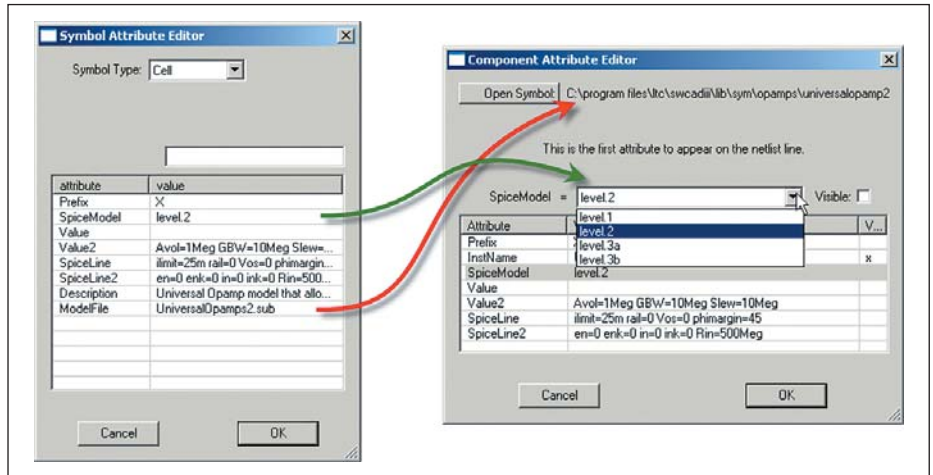 Symbol Attribute Editor
Symbol Type: Cell
attribute value
Prefix X
SpiceModel level.2
Value
Value2 Avol=1Meg GBW=10Meg Slew=...
SpiceLine ilimit=25m rail=0 Vos=0 phimargin...
SpiceLine2 en=0 enk=0 in=0 ink=0 Rin=500...
Description Universal Opamp model that allo...
ModelFile UniversalOpamps2.sub
Cancel OK
Component Attribute Editor
Open Symbol: C:\program files\ltc\swcadiii\lib\sym\opamps\universalopamp2
This is the first attribute to appear on the netlist line.
SpiceModel = level.2 Visible:
level.1
level.2
level.3a
level.3b
Attribute V...
Prefix
InstName x
SpiceModel level.2
Value
Value2 Avol=1Meg GBW=10Meg Slew=10Meg
SpiceLine ilimit=25m rail=0 Vos=0 phimargin=45
SpiceLine2 en=0 enk=0 in=0 ink=0 Rin=500Meg
Cancel OK